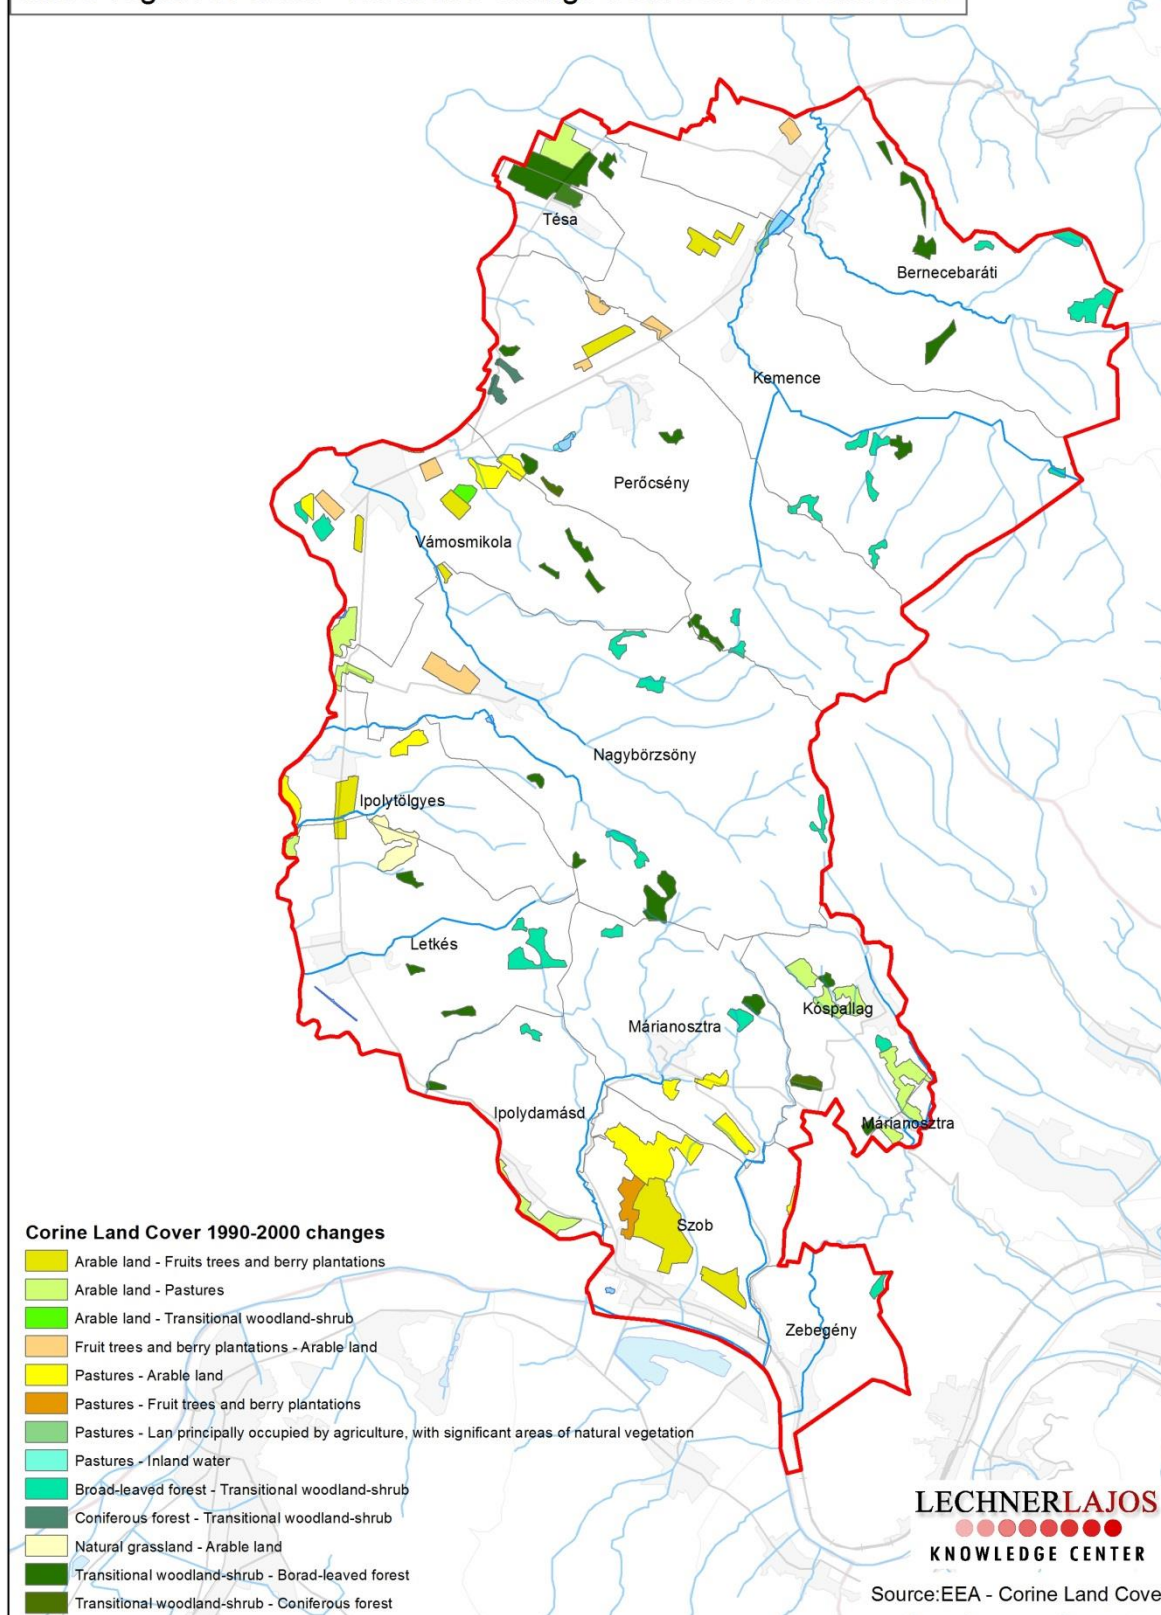 Tésa
Bernecebaráti
Kemence
Perőcsény
Vámosmikola
Nagybörzsöny
Ipolytölgyes
Letkés
Kóspallag
Márianosztra
Ipolydamásd
Márianosztra
Szob
Zebegény
Corine Land Cover 1990-2000 changes
Arable land - Fruits trees and berry plantations
Arable land - Pastures
Arable land - Transitional woodland-shrub
Fruit trees and berry plantations - Arable land
Pastures - Arable land
Pastures - Fruit trees and berry plantations
Pastures - Lan principally occupied by agriculture, with significant areas of natural vegetation
Pastures - Inland water
Broad-leaved forest - Transitional woodland-shrub
Coniferous forest - Transitional woodland-shrub
Natural grassland - Arable land
Transitional woodland-shrub - Borad-leaved forest
Transitional woodland-shrub - Coniferous forest
LECHNERLAJOS
KNOWLEDGE CENTER
Source:EEA - Corine Land Cove